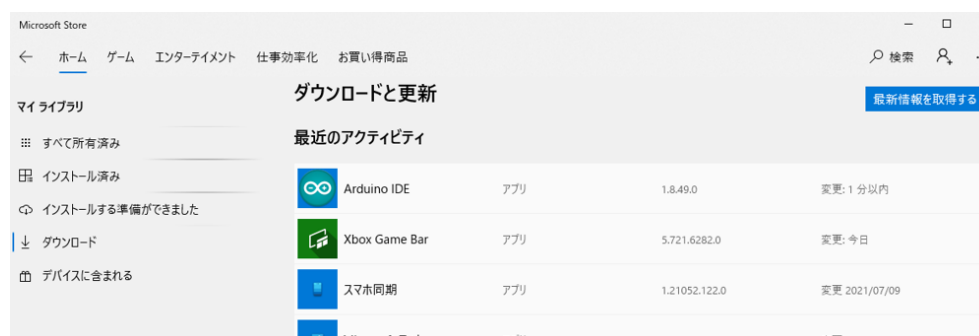 Microsoft Store
ホーム ゲーム エンターテイメント 仕事効率化 お買い得商品 検索
マイ ライブラリ
すべて所有済み
インストール済み
インストールする準備ができました
ダウンロード
デバイスに含まれる
ダウンロードと更新
最新情報を取得する
最近のアクティビティ
Arduino IDE アプリ 1.8.49.0 変更: 1 分以内
Xbox Game Bar アプリ 5.721.6282.0 変更: 今日
スマホ同期 アプリ 1.21052.122.0 変更 2021/07/09